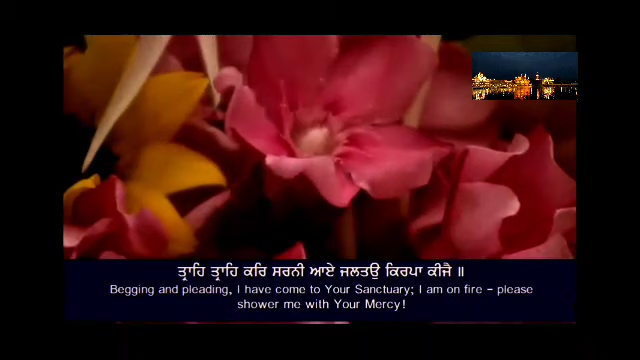 ਤ੍ਰਾਹਿ ਤ੍ਰਾਹਿ ਕਰਿ ਸਰਨੀ ਆਏ ਜਲਤਉ ਕਿਰਪਾ ਕੀਜੈ ॥
Begging and pleading, I have come to Your Sanctuary; I am on fire - please
shower me with Your Mercy!